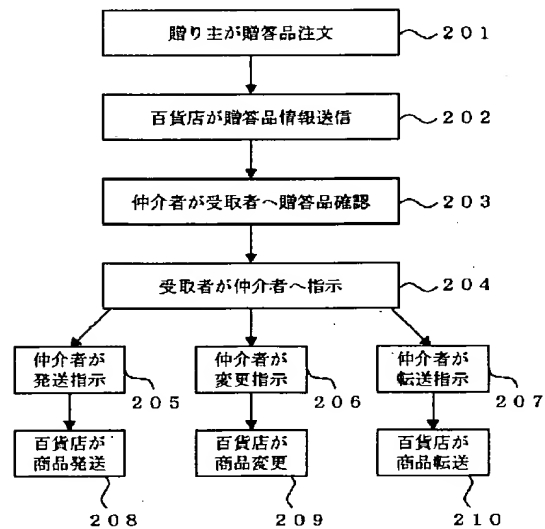 贈り主が贈答品注文
201
百貨店が贈答品情報送信
202
仲介者が受取者へ贈答品確認
203
受取者が仲介者へ指示
204
仲介者が
発送指示
205
仲介者が
変更指示
206
仲介者が
転送指示
207
百貨店が
商品発送
208
百貨店が
商品変更
209
百貨店が
商品転送
210